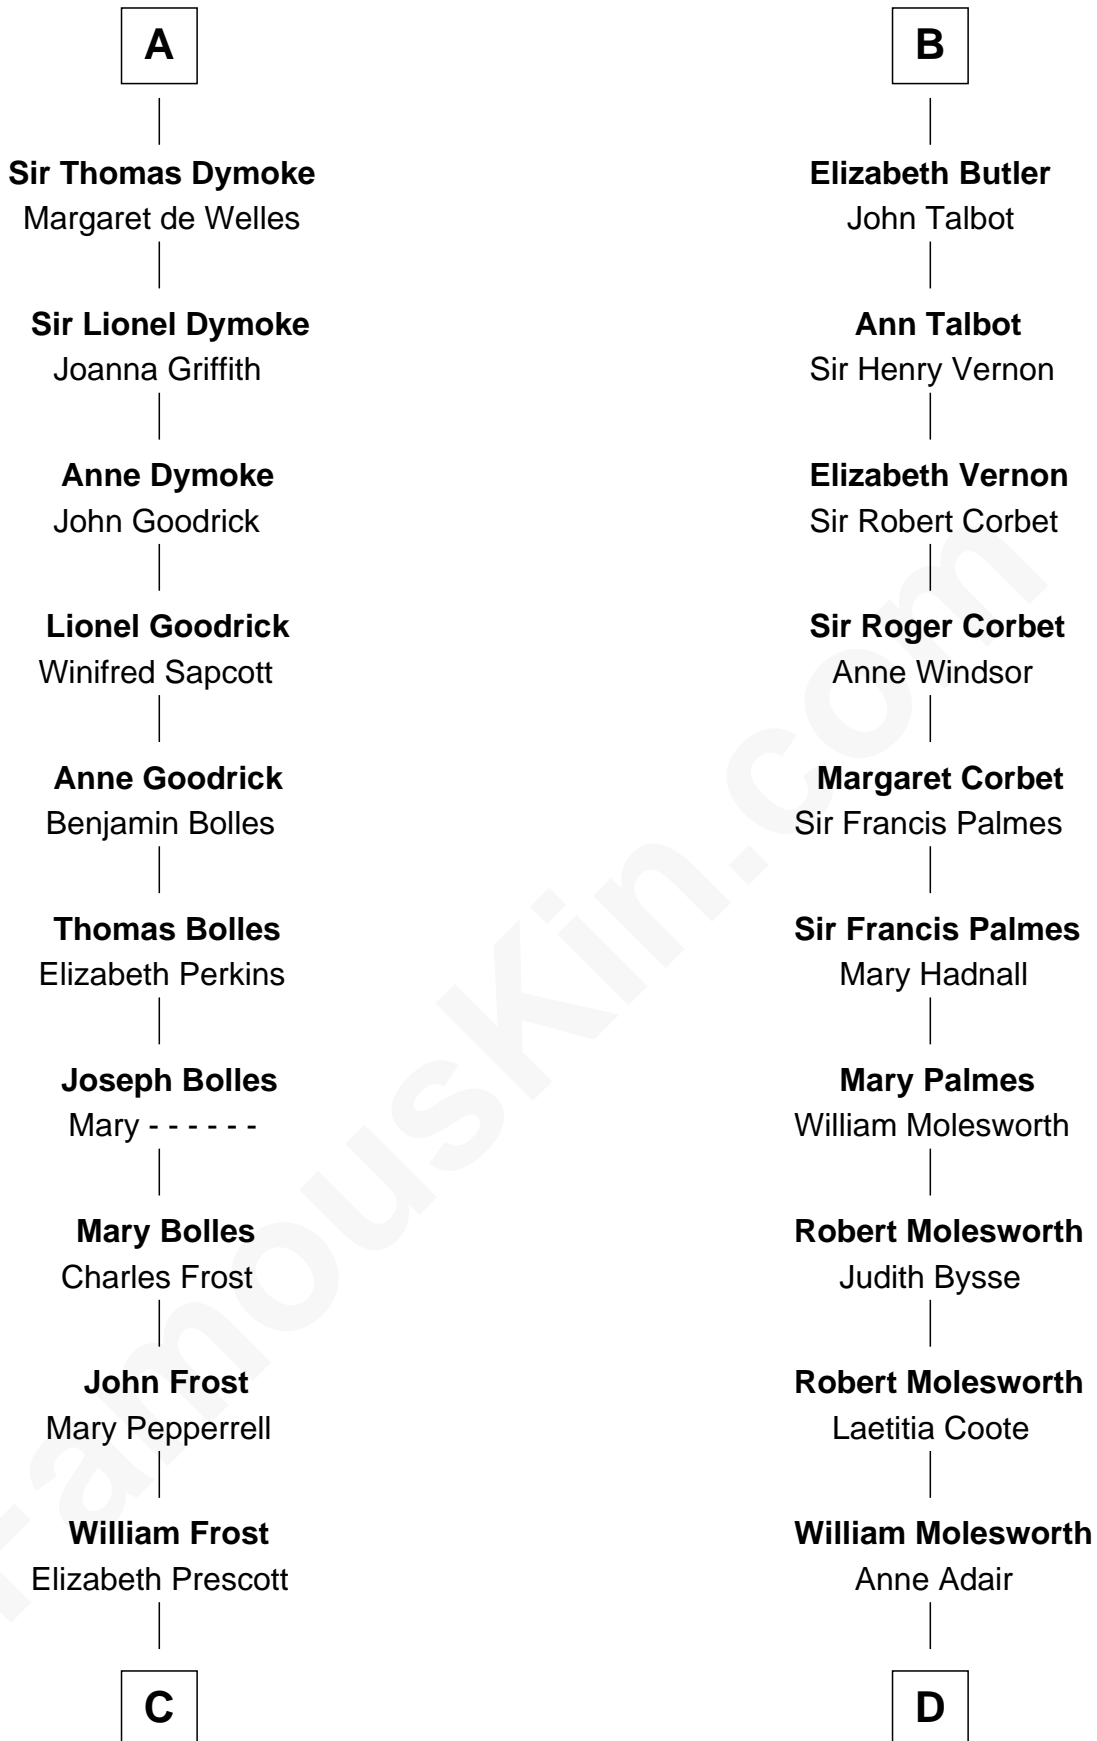 A
Sir Thomas Dymoke
Margaret de Welles
Sir Lionel Dymoke
Joanna Griffith
Anne Dymoke
John Goodrick
Lionel Goodrick
Winifred Sapcott
Anne Goodrick
Benjamin Bolles
Thomas Bolles
Elizabeth Perkins
Joseph Bolles
Mary - - - - - -
Mary Bolles
Charles Frost
John Frost
Mary Pepperrell
William Frost
Elizabeth Prescott
C
B
Elizabeth Butler
John Talbot
Ann Talbot
Sir Henry Vernon
Elizabeth Vernon
Sir Robert Corbet
Sir Roger Corbet
Anne Windsor
Margaret Corbet
Sir Francis Palmes
Sir Francis Palmes
Mary Hadnall
Mary Palmes
William Molesworth
Robert Molesworth
Judith Bysse
Robert Molesworth
Laetitia Coote
William Molesworth
Anne Adair
D
FamousKin.com